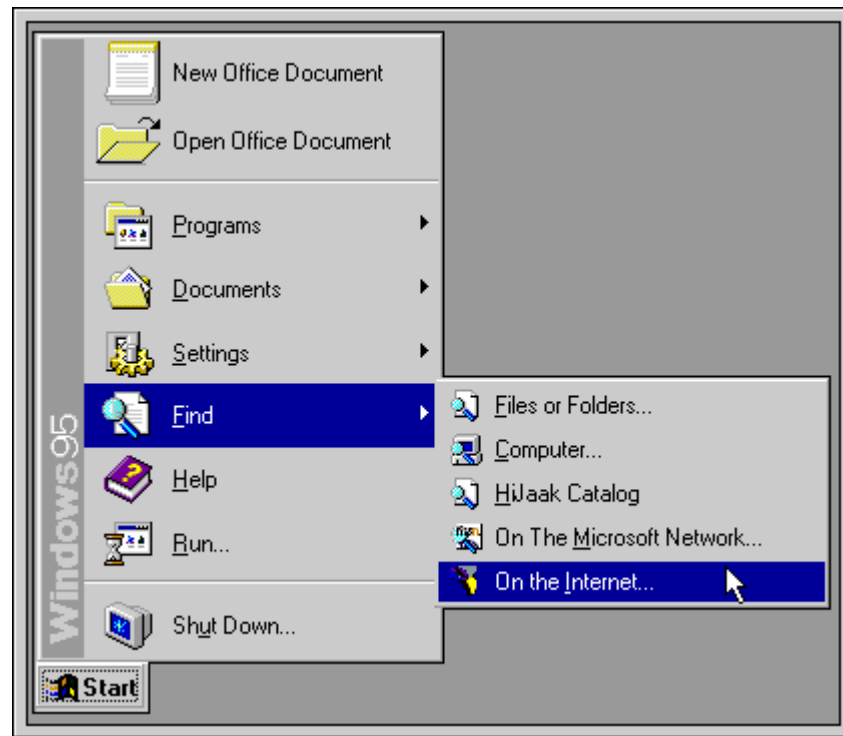 New Office Document
Open Office Document
Programs
Documents
Settings
Find
Help
Run...
Shut Down...
Windows95
Start
Files or Folders...
Computer...
HiJaak Catalog
On The Microsoft Network...
On the Internet...